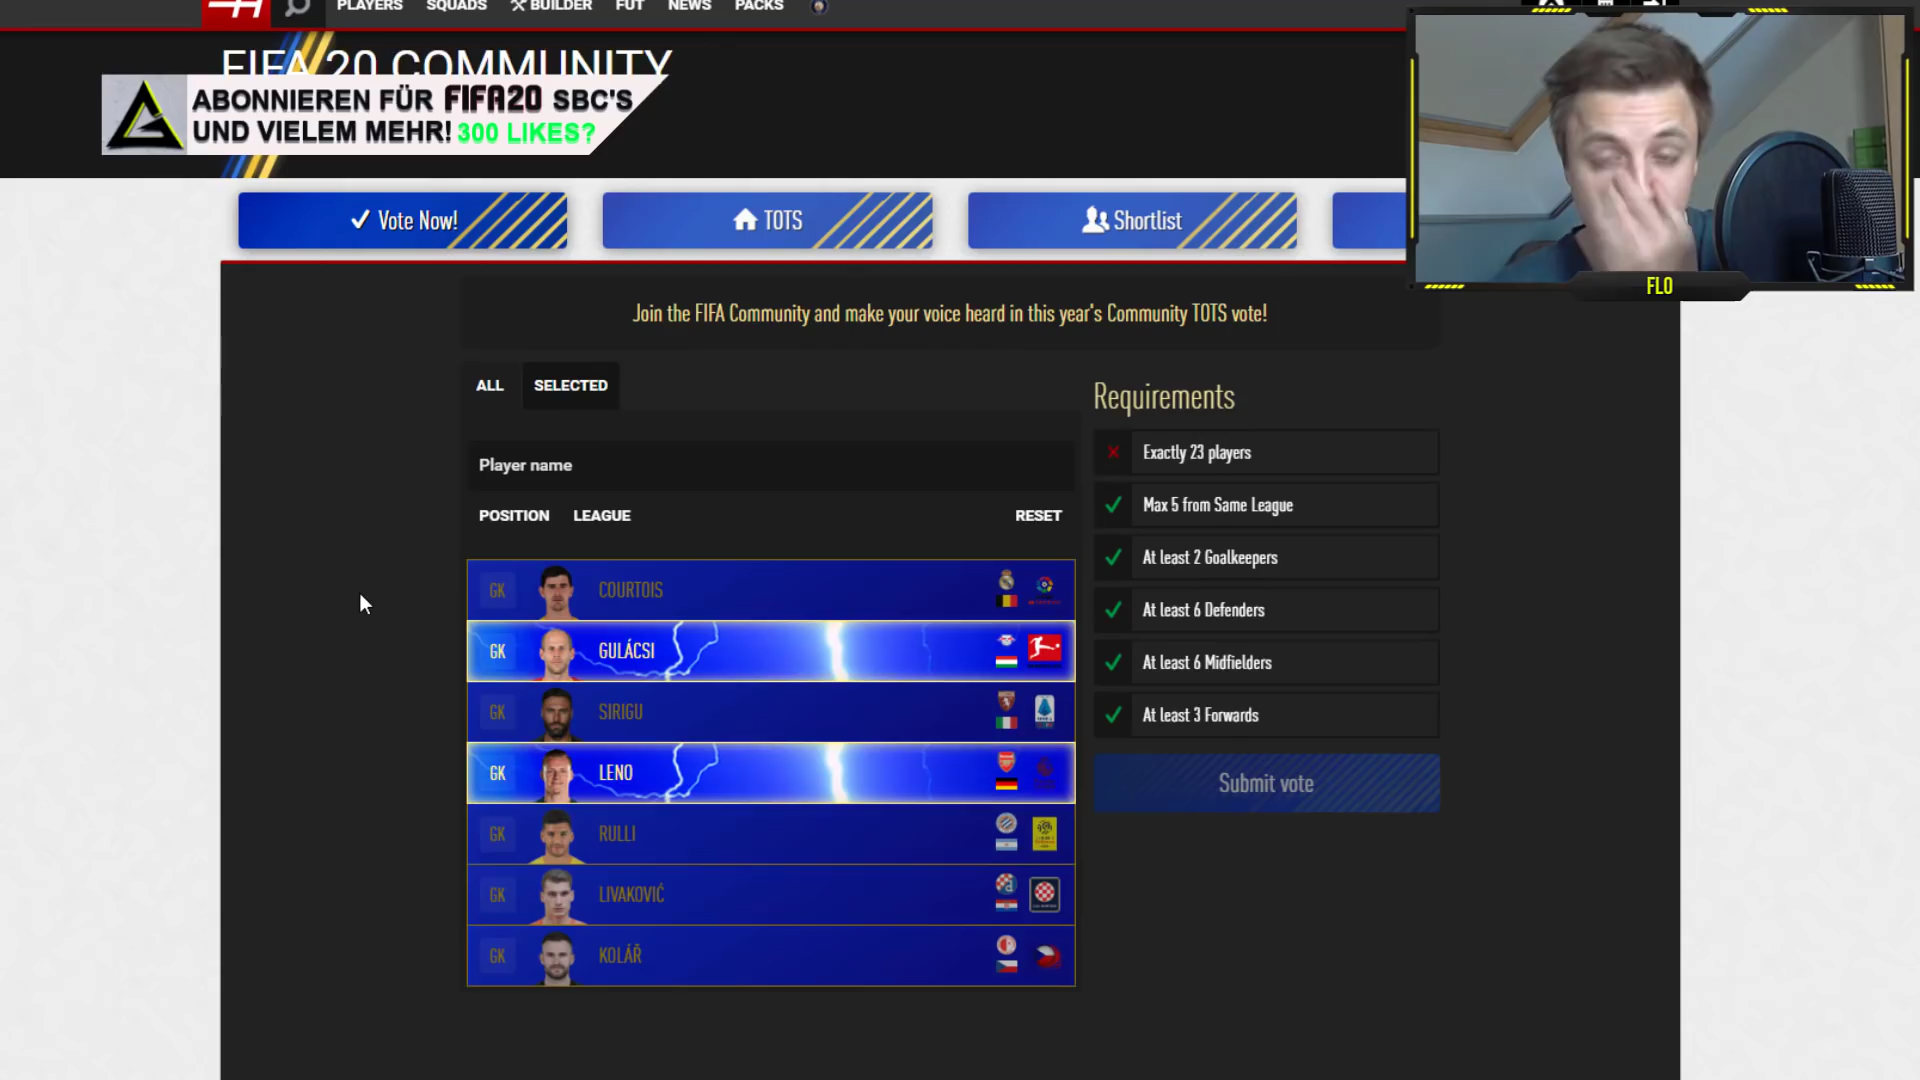 PLAYERS SQUADS BUILDER FUT NEWS PACKS
FIFA 20 COMMUNITY
ABONNIEREN FÜR FIFA20 SBC'S
UND VIELEM MEHR! 300 LIKES?
Vote Now! TOTS Shortlist
FLO
Join the FIFA Community and make your voice heard in this year's Community TOTS vote!
ALL SELECTED
Player name
POSITION LEAGUE RESET
GK COURTOIS
GK GULÁCSI
GK SIRIGU
GK LENO
GK RULLI
GK LIVAKOVIĆ
GK KOLÁŘ
Requirements
Exactly 23 players
Max 5 from Same League
At least 2 Goalkeepers
At least 6 Defenders
At least 6 Midfielders
At least 3 Forwards
Submit vote